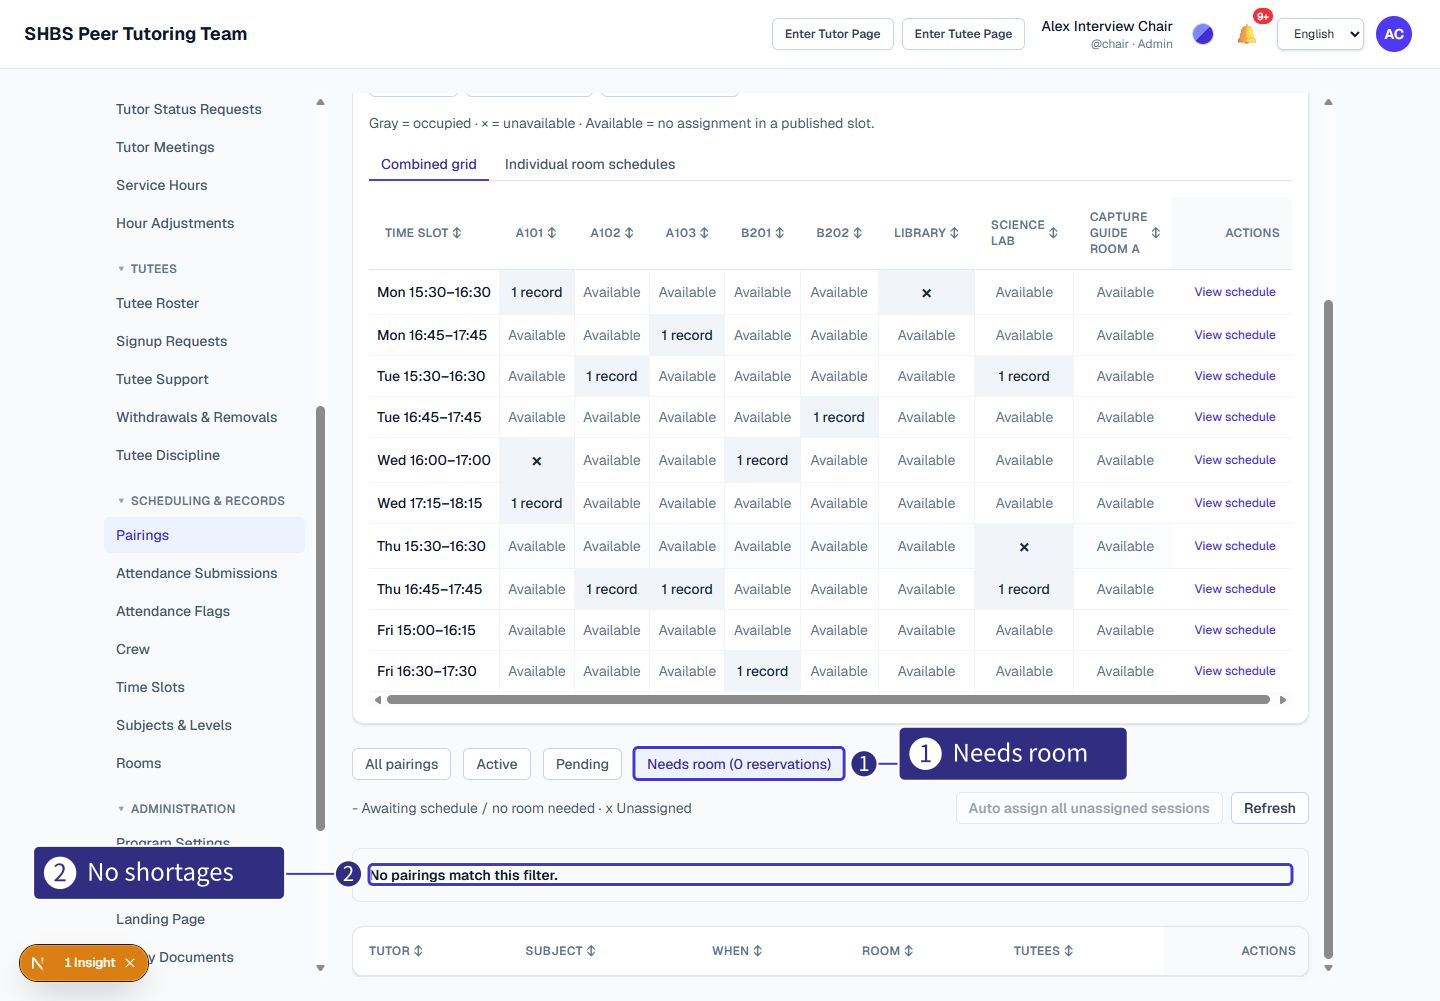 SHBS Peer Tutoring Team
Enter Tutor Page
Enter Tutee Page
Alex Interview Chair
@chair · Admin
9+
English
AC
Tutor Status Requests
Tutor Meetings
Service Hours
Hour Adjustments
TUTEES
Tutee Roster
Signup Requests
Tutee Support
Withdrawals & Removals
Tutee Discipline
SCHEDULING & RECORDS
Pairings
Attendance Submissions
Attendance Flags
Crew
Time Slots
Subjects & Levels
Rooms
ADMINISTRATION
Program Settings
2 No shortages
Landing Page
y Documents
1 Insight ×
Gray = occupied · × = unavailable · Available = no assignment in a published slot.
Combined grid Individual room schedules
TIME SLOT A101 A102 A103 B201 B202 LIBRARY SCIENCE LAB CAPTURE GUIDE ROOM A ACTIONS
Mon 15:30–16:30 1 record Available Available Available Available × Available Available View schedule
Mon 16:45–17:45 Available Available 1 record Available Available Available Available Available View schedule
Tue 15:30–16:30 Available 1 record Available Available Available Available 1 record Available View schedule
Tue 16:45–17:45 Available Available Available Available 1 record Available Available Available View schedule
Wed 16:00–17:00 × Available Available 1 record Available Available Available Available View schedule
Wed 17:15–18:15 1 record Available Available Available Available Available Available Available View schedule
Thu 15:30–16:30 Available Available Available Available Available Available × Available View schedule
Thu 16:45–17:45 Available 1 record 1 record Available Available Available 1 record Available View schedule
Fri 15:00–16:15 Available Available Available Available Available Available Available Available View schedule
Fri 16:30–17:30 Available Available Available 1 record Available Available Available Available View schedule
All pairings Active Pending Needs room (0 reservations) 1 1 Needs room
- Awaiting schedule / no room needed · x Unassigned
Auto assign all unassigned sessions Refresh
2 No pairings match this filter.
TUTOR SUBJECT WHEN ROOM TUTEES ACTIONS